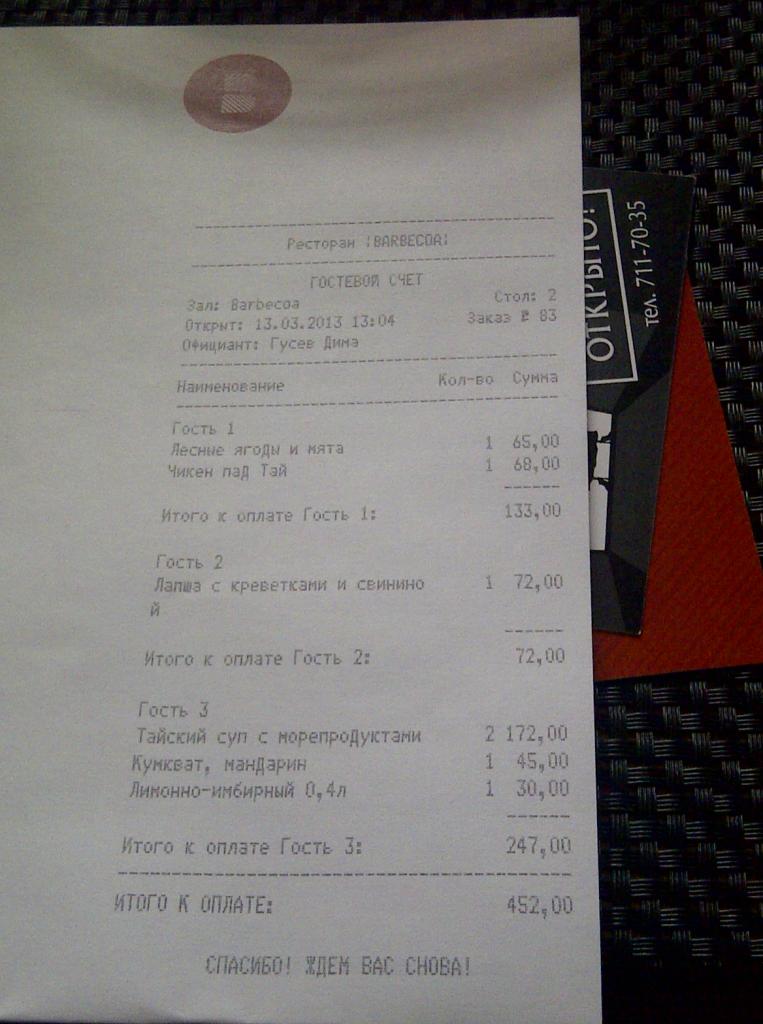 Ресторан |BARBECOA|
ГОСТЕВОЙ СЧЕТ
Зал: Barbecoa Стол: 2
Открыт: 13.03.2013 13:04 Заказ № 83
Официант: Гусев Дима
Наименование Кол-во Сумма
Гость 1
Лесные ягоды и мята 1 65,00
Чикен паД Тай 1 68,00
Итого к оплате Гость 1: 133,00
Гость 2
Лапша с креветками и свинино 1 72,00
й
Итого к оплате Гость 2: 72,00
Гость 3
Тайский суп с морепродуктами 2 172,00
Кумкват, мандарин 1 45,00
Лимонно-имбирный 0,4л 1 30,00
Итого к оплате Гость 3: 247,00
ИТОГО К ОПЛАТЕ: 452,00
СПАСИБО! ЖДЕМ ВАС СНОВА!
ОТКРЫТО!
тел. 711-70-35